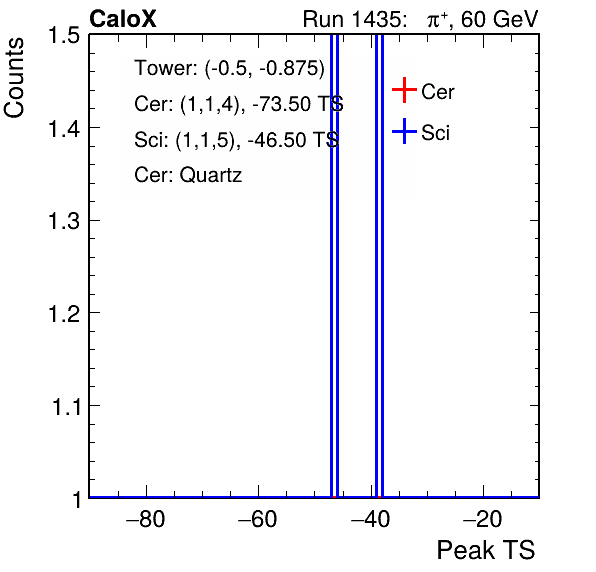 CaloX Run 1435: π⁺, 60 GeV
Counts
1.5
1.4
1.3
1.2
1.1
1
Tower: (-0.5, -0.875)
Cer: (1,1,4), -73.50 TS
Sci: (1,1,5), -46.50 TS
Cer: Quartz
Cer
Sci
−80 −60 −40 −20
Peak TS